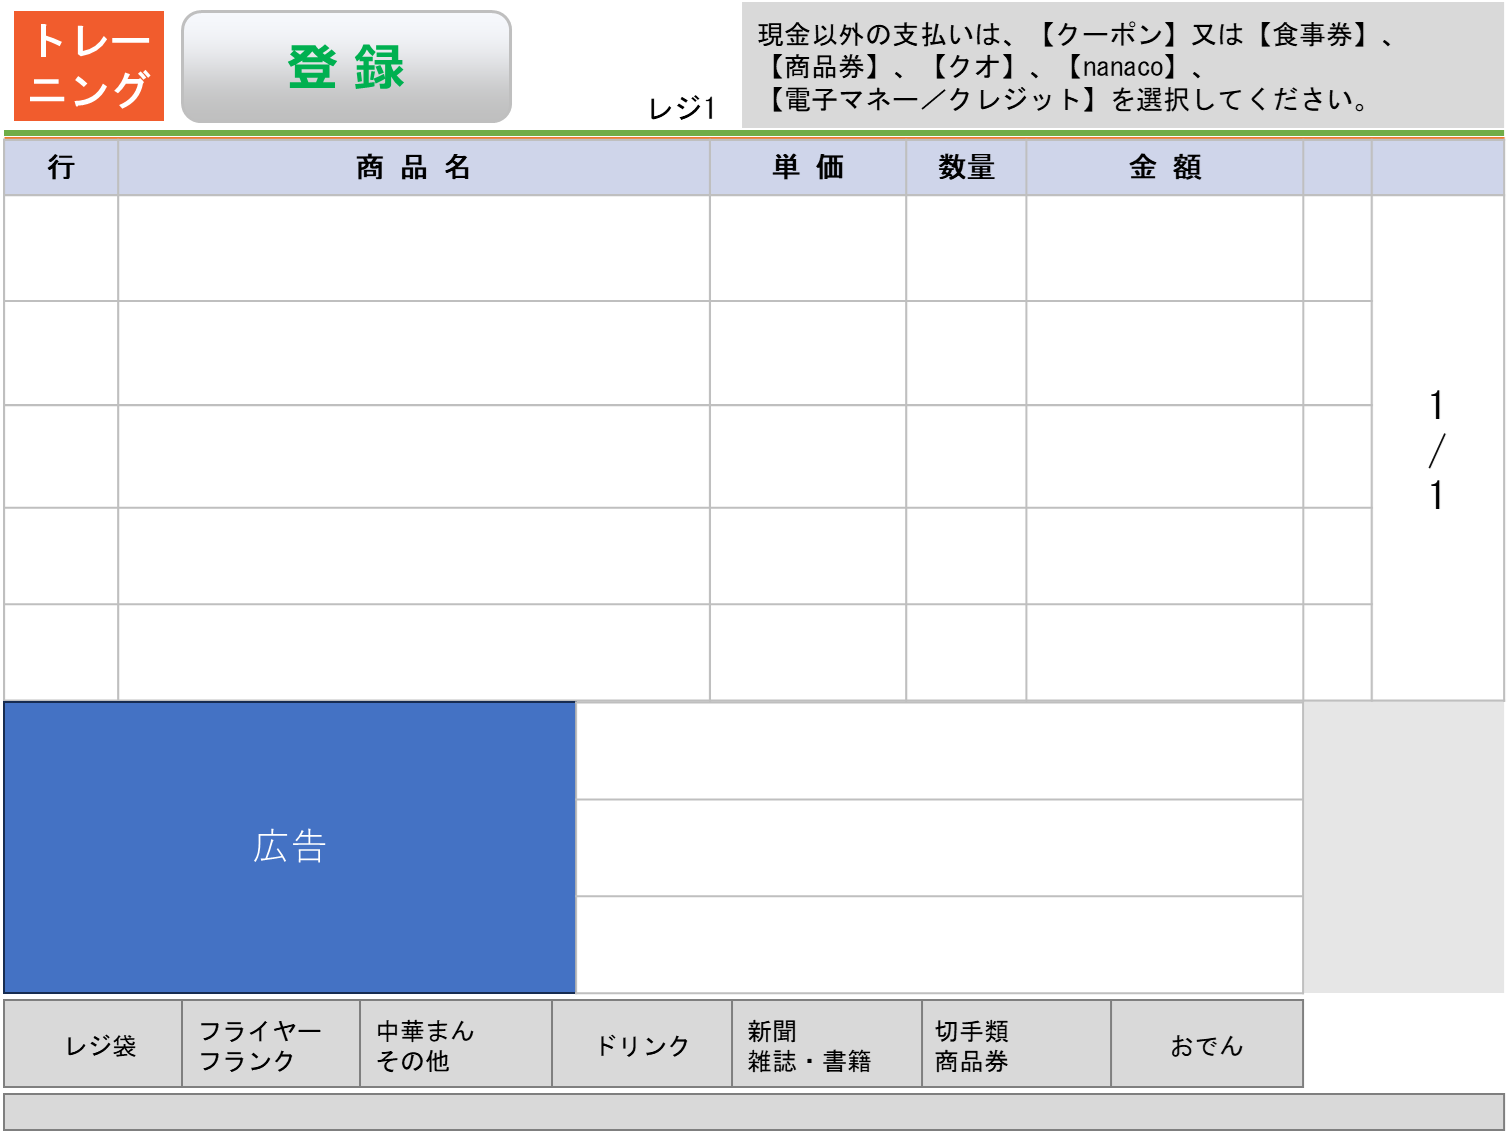 トレー
ニング
登 録
レジ1
現金以外の支払いは、【クーポン】又は【食事券】、
【商品券】、【クオ】、【nanaco】、
【電子マネー／クレジット】を選択してください。
行 商 品 名 単 価 数量 金 額
1
/
1
広告
レジ袋
フライヤー
フランク
中華まん
その他
ドリンク
新聞
雑誌・書籍
切手類
商品券
おでん